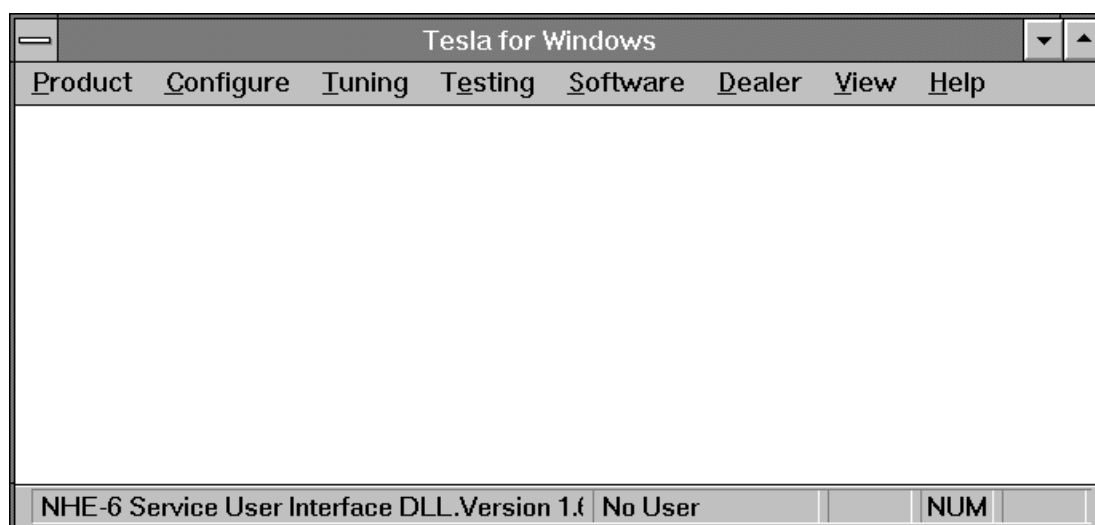 Tesla for Windows
Product Configure Tuning Testing Software Dealer View Help
NHE-6 Service User Interface DLL.Version 1. No User NUM